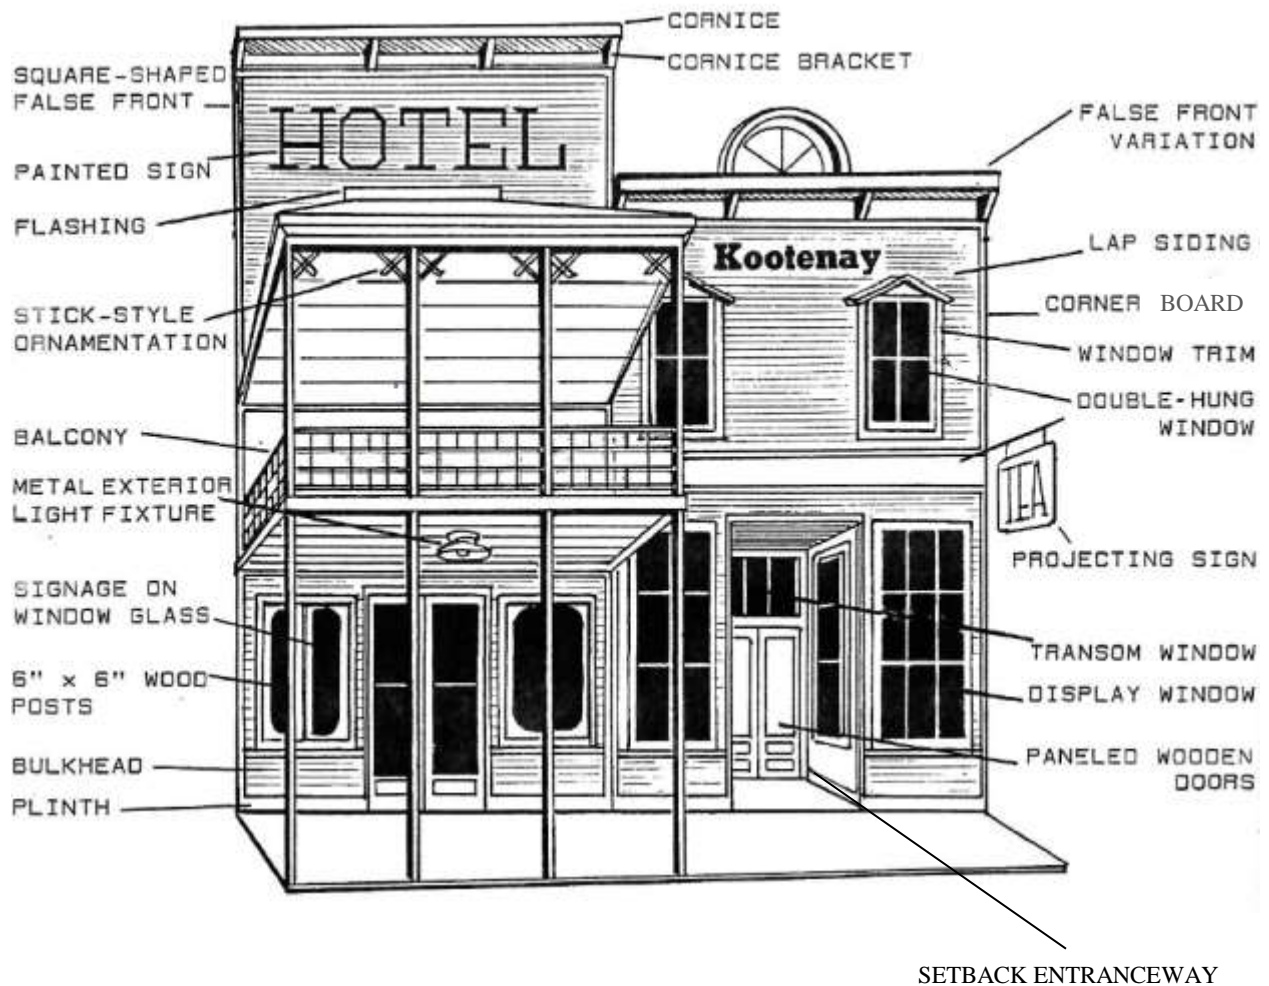 CORNICE
CORNICE BRACKET
SQUARE-SHAPED
FALSE FRONT
HOTEL
FALSE FRONT
VARIATION
PAINTED SIGN
FLASHING
Kootenay
LAP SIDING
CORNER BOARD
STICK-STYLE
ORNAMENTATION
WINDOW TRIM
DOUBLE-HUNG
WINDOW
BALCONY
METAL EXTERIOR
LIGHT FIXTURE
TEA
PROJECTING SIGN
SIGNAGE ON
WINDOW GLASS
TRANSOM WINDOW
6" x 6" WOOD
POSTS
DISPLAY WINDOW
BULKHEAD
PANELED WOODEN
DOORS
PLINTH
SETBACK ENTRANCEWAY